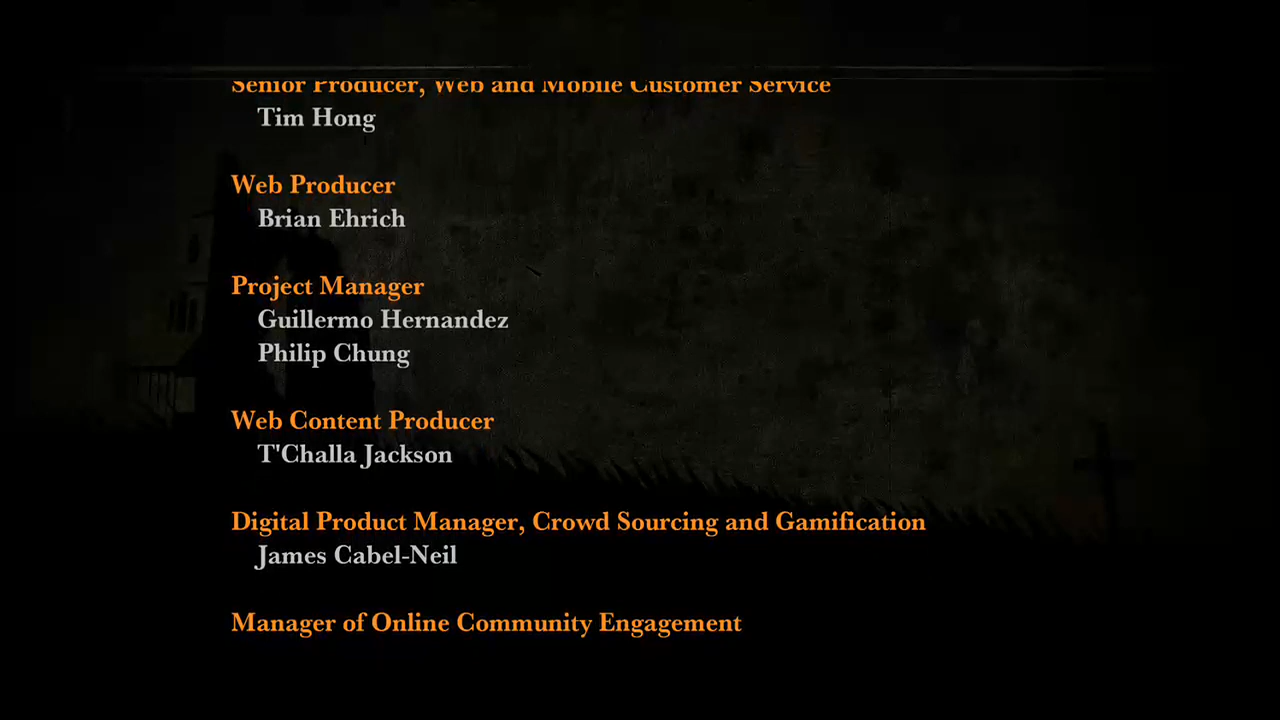 Senior Producer, Web and Mobile Customer Service
Tim Hong
Web Producer
Brian Ehrich
Project Manager
Guillermo Hernandez
Philip Chung
Web Content Producer
T'Challa Jackson
Digital Product Manager, Crowd Sourcing and Gamification
James Cabel-Neil
Manager of Online Community Engagement